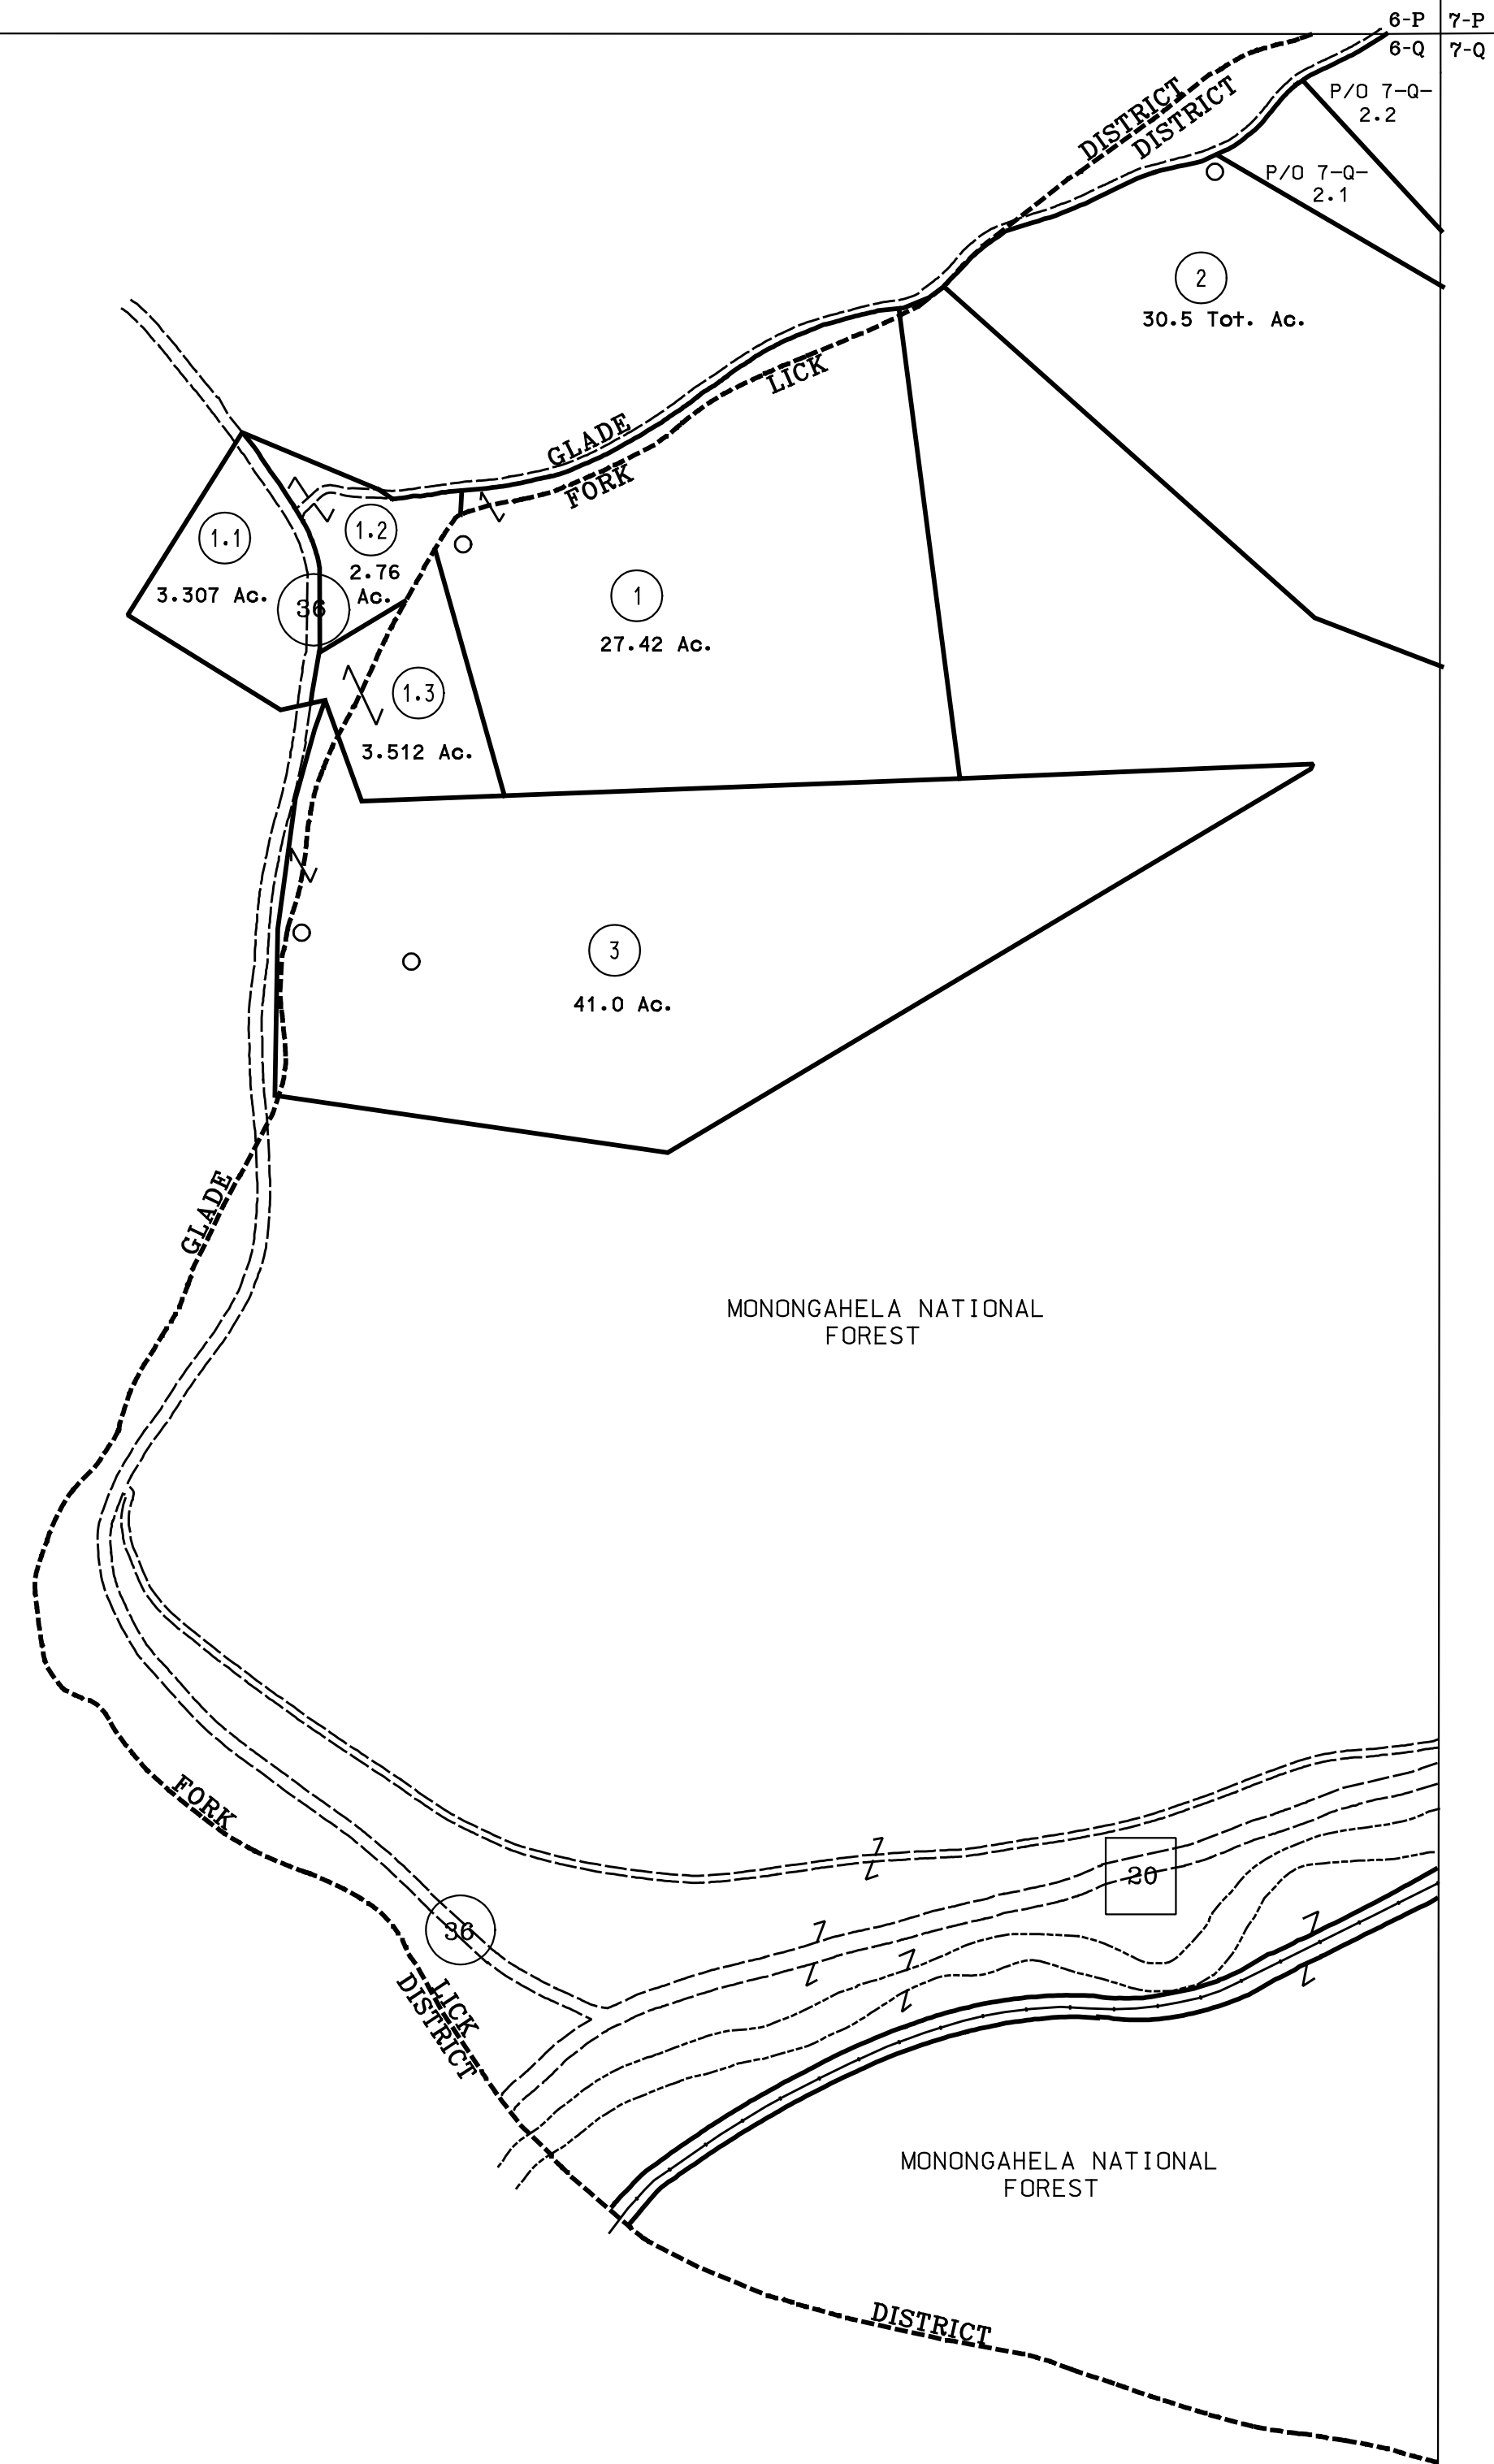 6-P 7-P
6-Q 7-Q
P/O 7-Q-
2.2
DISTRICT
DISTRICT
P/O 7-Q-
2.1
2
30.5 Tot. Ac.
LICK
GLADE
FORK
1.1
3.307 Ac.
1.2
2.76
Ac.
36
1
27.42 Ac.
1.3
3.512 Ac.
3
41.0 Ac.
GLADE
MONONGAHELA NATIONAL
FOREST
FORK
20
36
LICK
DISTRICT
MONONGAHELA NATIONAL
FOREST
DISTRICT